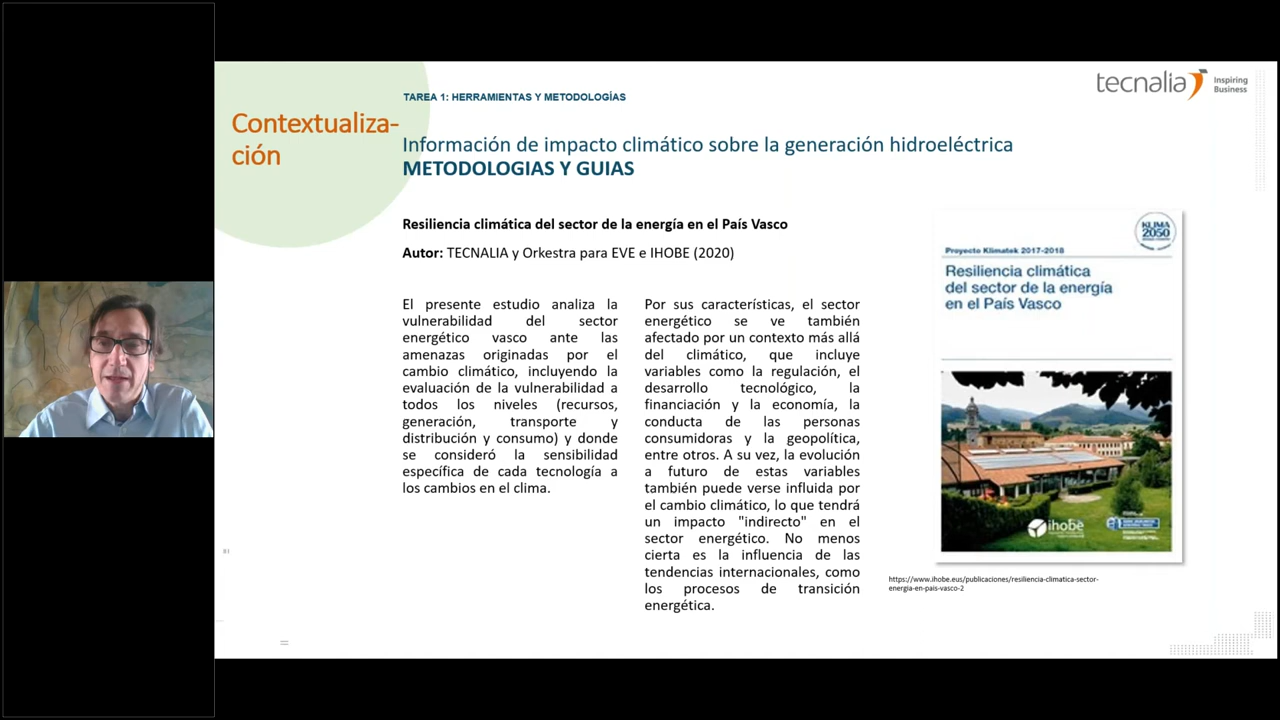 tecnalia
Inspiring
Business
TAREA 1: HERRAMIENTAS Y METODOLOGÍAS
Contextualiza-
ción
Información de impacto climático sobre la generación hidroeléctrica
METODOLOGIAS Y GUIAS
Resiliencia climática del sector de la energía en el País Vasco
Autor: TECNALIA y Orkestra para EVE e IHOBE (2020)
El presente estudio analiza la
vulnerabilidad del sector
energético vasco ante las
amenazas originadas por el
cambio climático, incluyendo la
evaluación de la vulnerabilidad a
todos los niveles (recursos,
generación, transporte y
distribución y consumo) y donde
se consideró la sensibilidad
específica de cada tecnología a
los cambios en el clima.
Por sus características, el sector
energético se ve también
afectado por un contexto más allá
del climático, que incluye
variables como la regulación, el
desarrollo tecnológico, la
financiación y la economía, la
conducta de las personas
consumidoras y la geopolítica,
entre otros. A su vez, la evolución
a futuro de estas variables
también puede verse influida por
el cambio climático, lo que tendrá
un impacto "indirecto" en el
sector energético. No menos
cierta es la influencia de las
tendencias internacionales, como
los procesos de transición
energética.
KLIMA
2050
Proyecto Klimatek 2017-2018
Resiliencia climática
del sector de la energía
en el País Vasco
ihobe
https://www.ihobe.eus/publicaciones/resiliencia-climatica-sector-
energia-en-pais-vasco-2